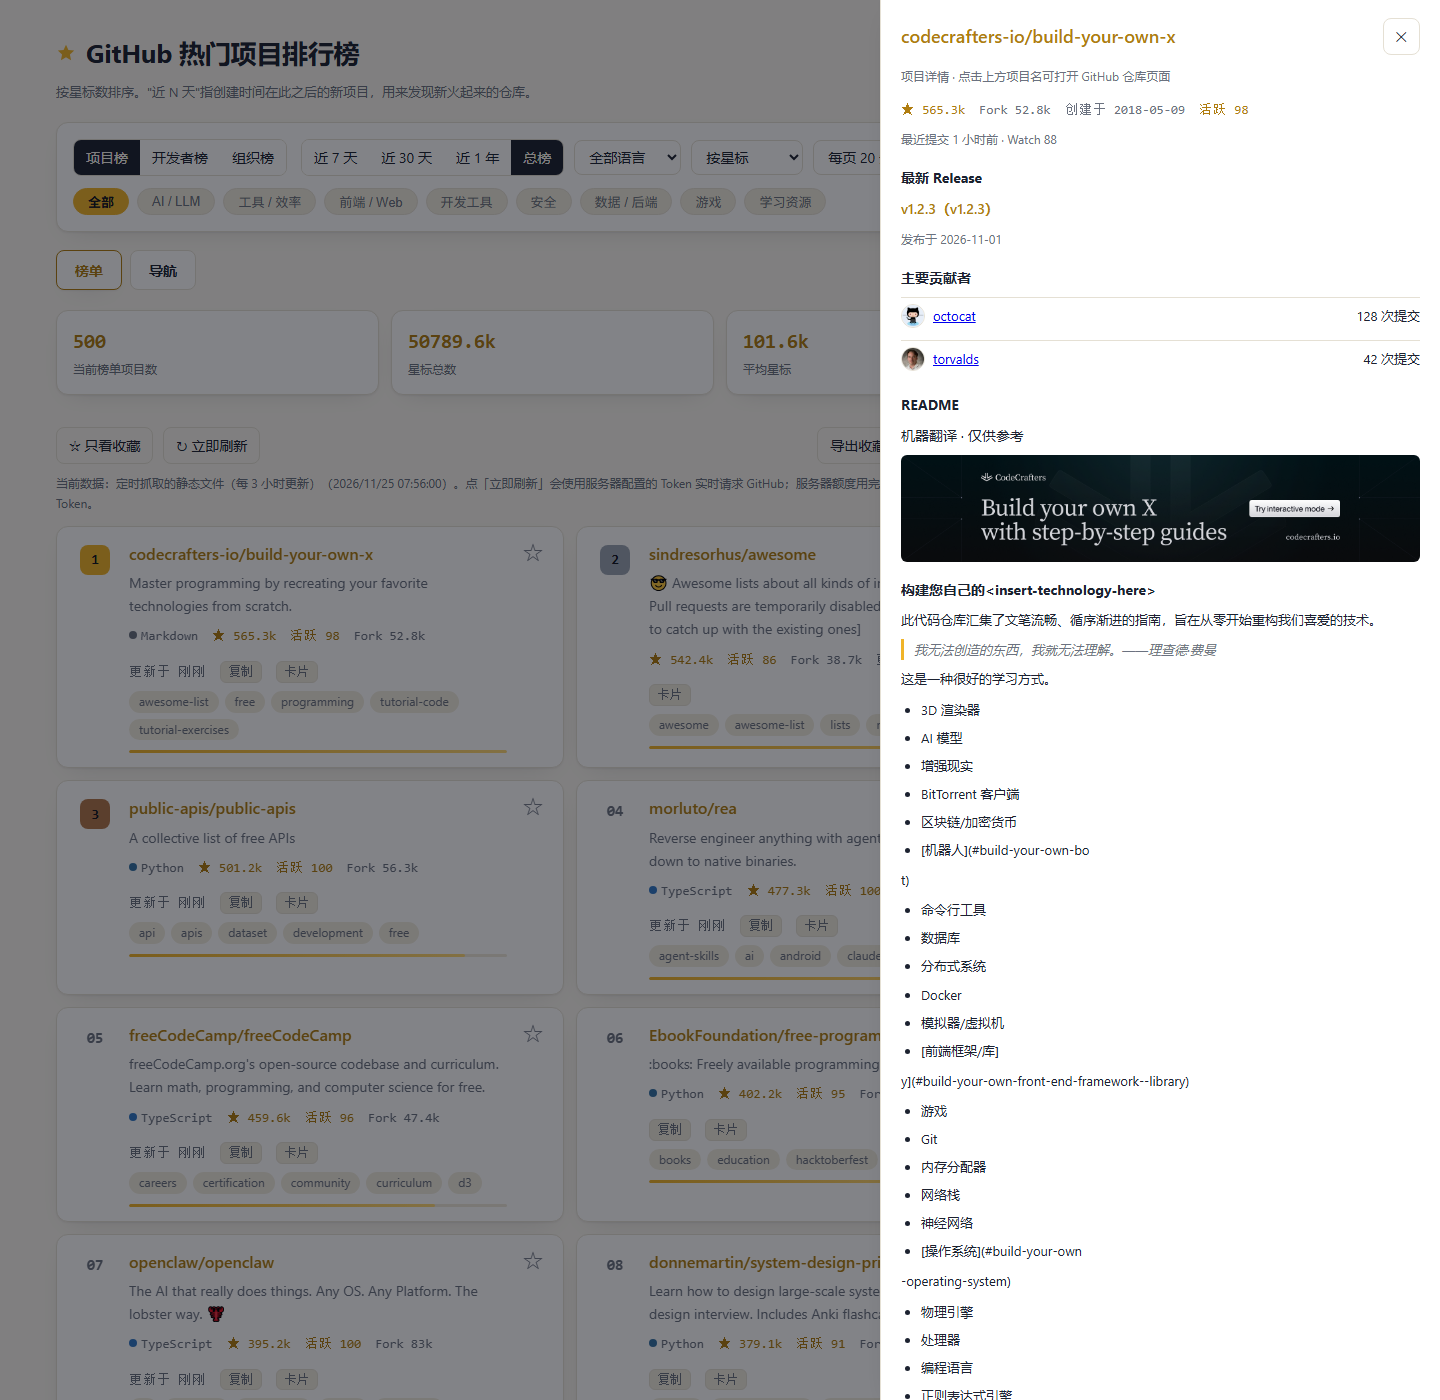 GitHub 热门项目排行榜
按星标数排序。"近 N 天"指创建时间在此之后的新项目，用来发现新火起来的仓库。
项目榜 开发者榜 组织榜 近 7 天 近 30 天 近 1 年 总榜 全部语言 按星标 每页 20
全部 AI / LLM 工具 / 效率 前端 / Web 开发工具 安全 数据 / 后端 游戏 学习资源
榜单 导航
500
当前榜单项目数
50789.6k
星标总数
101.6k
平均星标
☆ 只看收藏 ↻ 立即刷新 导出收藏
当前数据：定时抓取的静态文件（每 3 小时更新）（2026/11/25 07:56:00）。点「立即刷新」会使用服务器配置的 Token 实时请求 GitHub；服务器额度用完
Token。
1
codecrafters-io/build-your-own-x
Master programming by recreating your favorite
technologies from scratch.
Markdown ★ 565.3k 活跃 98 Fork 52.8k
更新于 刚刚 复制 卡片
awesome-list free programming tutorial-code
tutorial-exercises
2
sindresorhus/awesome
😎 Awesome lists about all kinds of
Pull requests are temporarily disabled
to catch up with the existing ones]
★ 542.4k 活跃 86 Fork 38.7k
卡片
awesome awesome-list lists
3
public-apis/public-apis
A collective list of free APIs
Python ★ 501.2k 活跃 100 Fork 56.3k
更新于 刚刚 复制 卡片
api apis dataset development free
04
morluto/rea
Reverse engineer anything with agent
down to native binaries.
TypeScript ★ 477.3k 活跃 100
更新于 刚刚 复制 卡片
agent-skills ai android claude
05
freeCodeCamp/freeCodeCamp
freeCodeCamp.org's open-source codebase and curriculum.
Learn math, programming, and computer science for free.
TypeScript ★ 459.6k 活跃 96 Fork 47.4k
更新于 刚刚 复制 卡片
careers certification community curriculum d3
06
EbookFoundation/free-program
:books: Freely available programming
Python ★ 402.2k 活跃 95 For
复制 卡片
books education hacktoberfest
07
openclaw/openclaw
The AI that really does things. Any OS. Any Platform. The
lobster way. 🦞
TypeScript ★ 395.2k 活跃 100 Fork 83k
更新于 刚刚 复制 卡片
08
donnemartin/system-design-pri
Learn how to design large-scale syste
design interview. Includes Anki flashca
Python ★ 379.1k 活跃 91 For
复制 卡片
codecrafters-io/build-your-own-x
项目详情 · 点击上方项目名可打开 GitHub 仓库页面
★ 565.3k Fork 52.8k 创建于 2018-05-09 活跃 98
最近提交 1 小时前 · Watch 88
最新 Release
v1.2.3（v1.2.3）
发布于 2026-11-01
主要贡献者
octocat 128 次提交
torvalds 42 次提交
README
机器翻译 · 仅供参考
CodeCrafters
Build your own X
with step-by-step guides
Try interactive mode →
codecrafters.io
构建您自己的<insert-technology-here>
此代码仓库汇集了文笔流畅、循序渐进的指南，旨在从零开始重构我们喜爱的技术。
我无法创造的东西，我就无法理解。——理查德·费曼
这是一种很好的学习方式。
3D 渲染器
AI 模型
增强现实
BitTorrent 客户端
区块链/加密货币
[机器人](#build-your-own-bo
t)
命令行工具
数据库
分布式系统
Docker
模拟器/虚拟机
[前端框架/库]
y](#build-your-own-front-end-framework--library)
游戏
Git
内存分配器
网络栈
神经网络
[操作系统](#build-your-own
-operating-system)
物理引擎
处理器
编程语言
正则表达式引擎